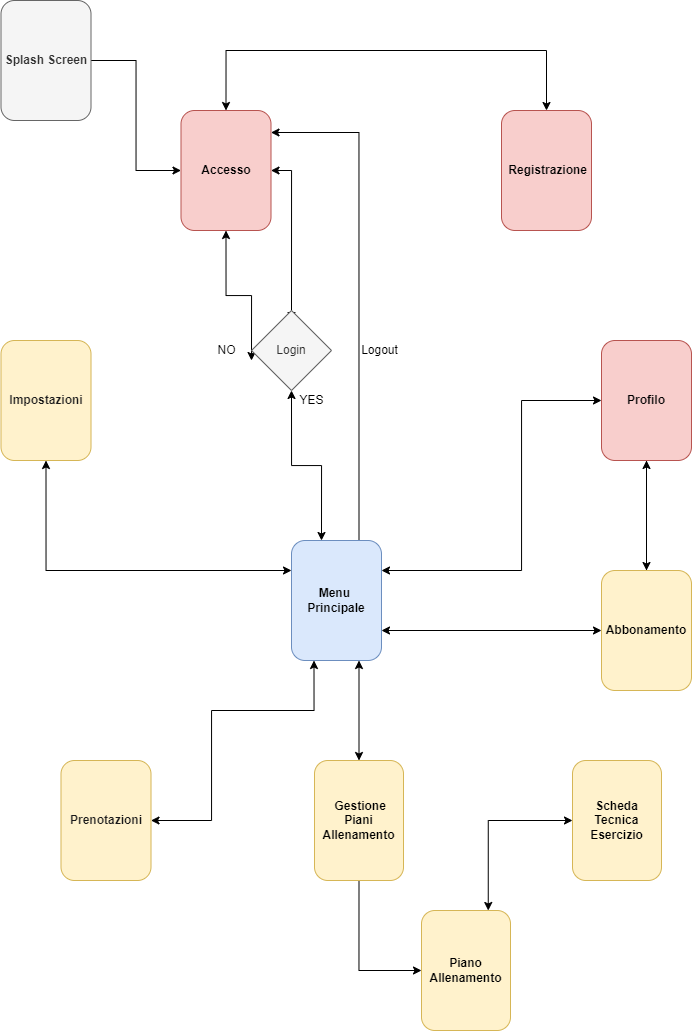 Splash Screen
Accesso
Registrazione
NO
Login
Logout
YES
Impostazioni
Profilo
Menu
Principale
Abbonamento
Prenotazioni
Gestione
Piani
Allenamento
Scheda
Tecnica
Esercizio
Piano
Allenamento